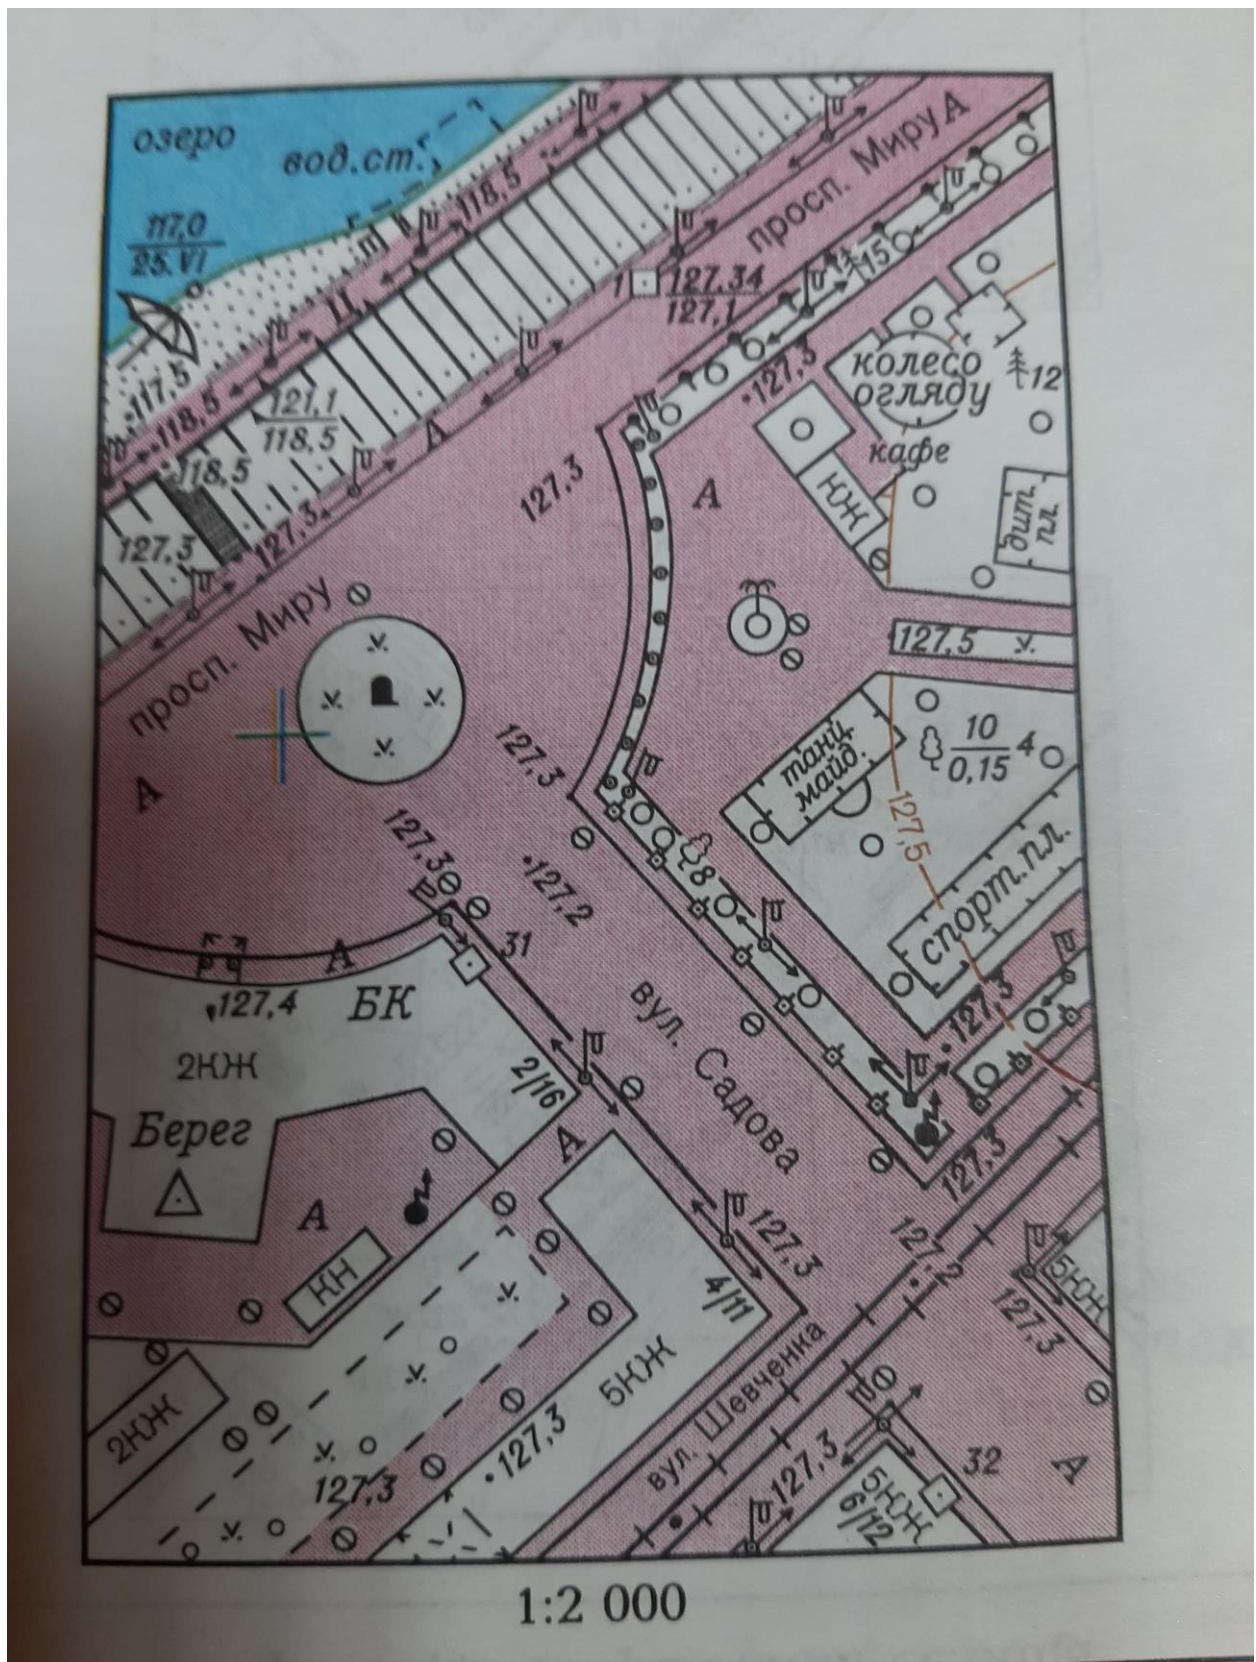 озеро
вод.ст.
117,0
25.VI
118,5
просп. Миру А
15
1
127.34
127,1
Ц
117,5
118,5
121,1
118,5
А
118,5
127.3
127.3
127,3
127,3
колесо
огляду
12
кафе
КЖ
дит.
пл.
А
просп. Миру
127,5
танц.
майд.
10
0,15
4
127,5
спорт.пл.
А
127,3
127,3
127,2
8
31
А
127,4
БК
2КЖ
2/16
вул. Садова
127,3
127,3
Берег
А
А
КН
127,3
4/11
127,2
5КЖ
127,3
5КЖ
вул. Шевченка
2КЖ
127,3
127,3
127,3
5КЖ
6/12
32
А
1:2 000